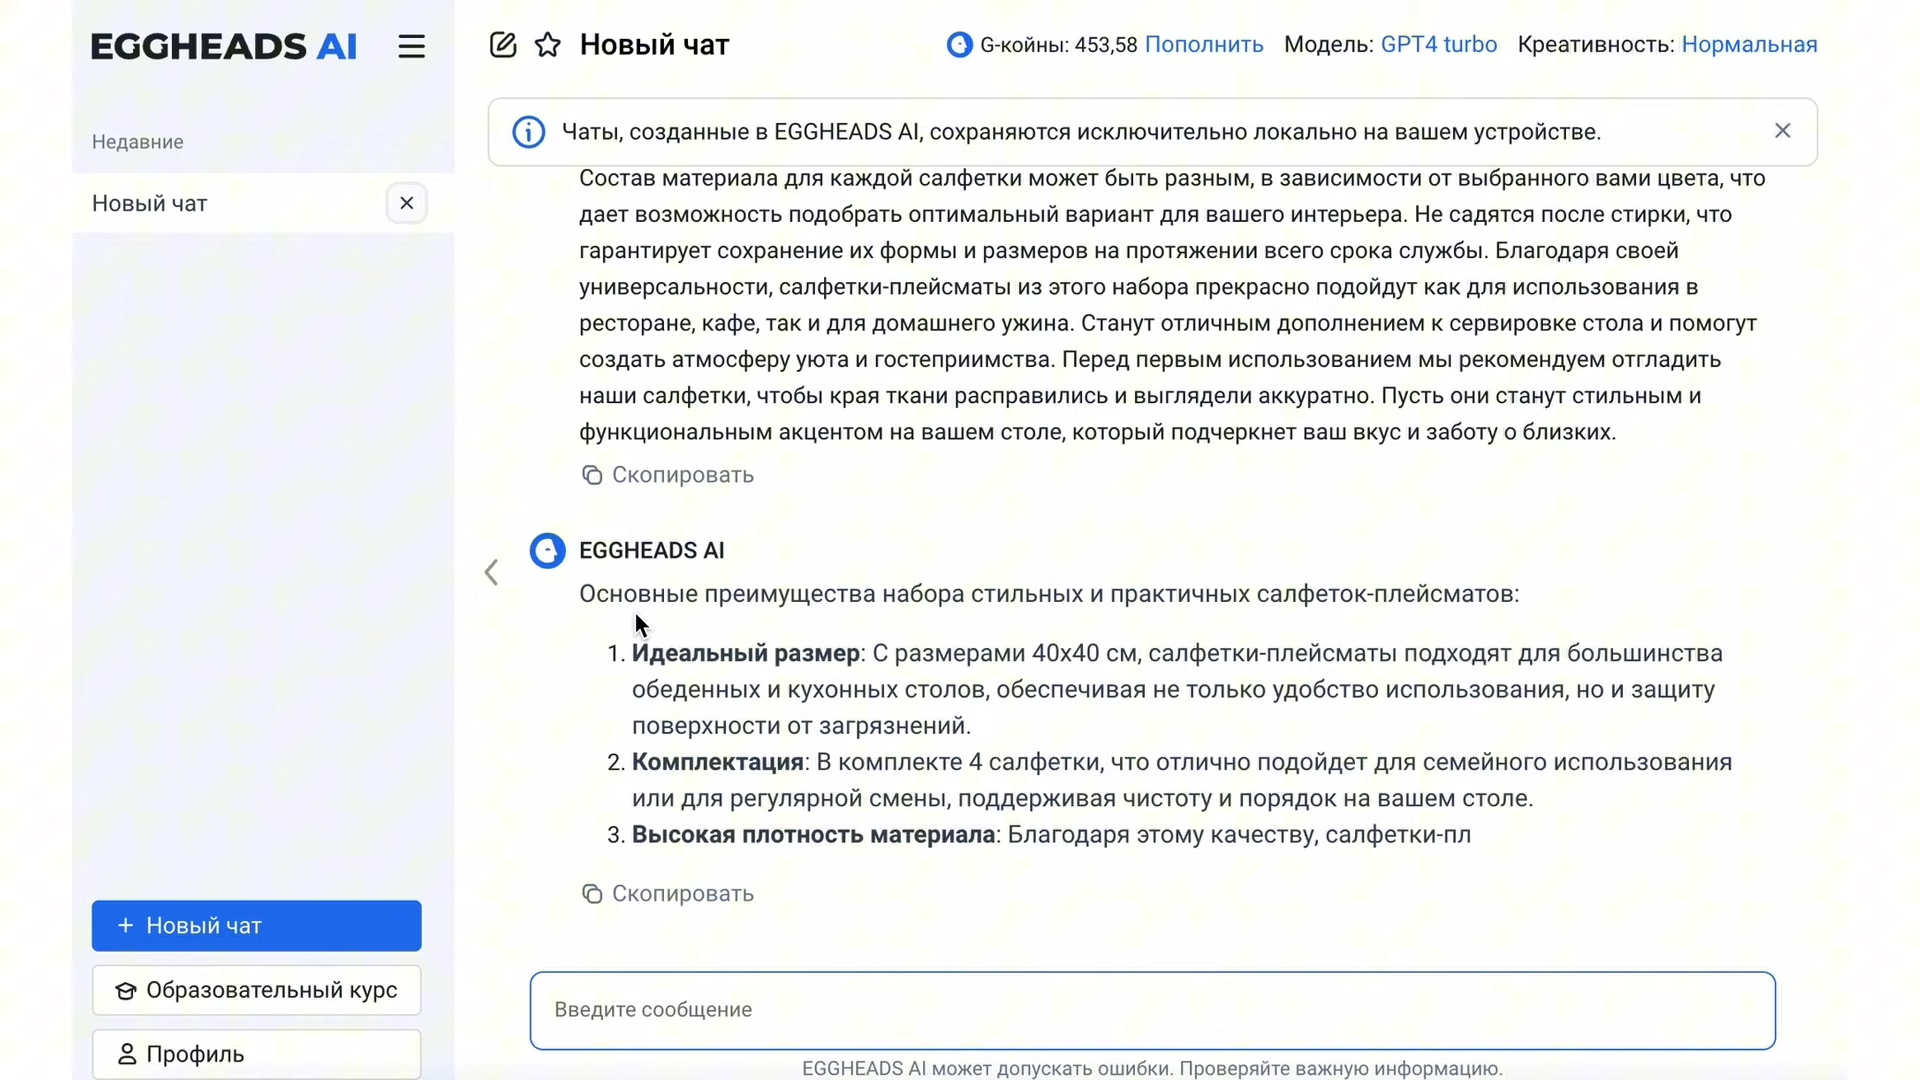 EGGHEADS AI
Недавние
Новый чат
+ Новый чат
Образовательный курс
Профиль
Новый чат
G-койны: 453,58 Пополнить Модель: GPT4 turbo Креативность: Нормальная
Чаты, созданные в EGGHEADS AI, сохраняются исключительно локально на вашем устройстве.
Состав материала для каждой салфетки может быть разным, в зависимости от выбранного вами цвета, что
дает возможность подобрать оптимальный вариант для вашего интерьера. Не садятся после стирки, что
гарантирует сохранение их формы и размеров на протяжении всего срока службы. Благодаря своей
универсальности, салфетки-плейсматы из этого набора прекрасно подойдут как для использования в
ресторане, кафе, так и для домашнего ужина. Станут отличным дополнением к сервировке стола и помогут
создать атмосферу уюта и гостеприимства. Перед первым использованием мы рекомендуем отгладить
наши салфетки, чтобы края ткани расправились и выглядели аккуратно. Пусть они станут стильным и
функциональным акцентом на вашем столе, который подчеркнет ваш вкус и заботу о близких.
Скопировать
EGGHEADS AI
Основные преимущества набора стильных и практичных салфеток-плейсматов:
1. Идеальный размер: С размерами 40х40 см, салфетки-плейсматы подходят для большинства
обеденных и кухонных столов, обеспечивая не только удобство использования, но и защиту
поверхности от загрязнений.
2. Комплектация: В комплекте 4 салфетки, что отлично подойдет для семейного использования
или для регулярной смены, поддерживая чистоту и порядок на вашем столе.
3. Высокая плотность материала: Благодаря этому качеству, салфетки-пл
Скопировать
Введите сообщение
EGGHEADS AI может допускать ошибки. Проверяйте важную информацию.